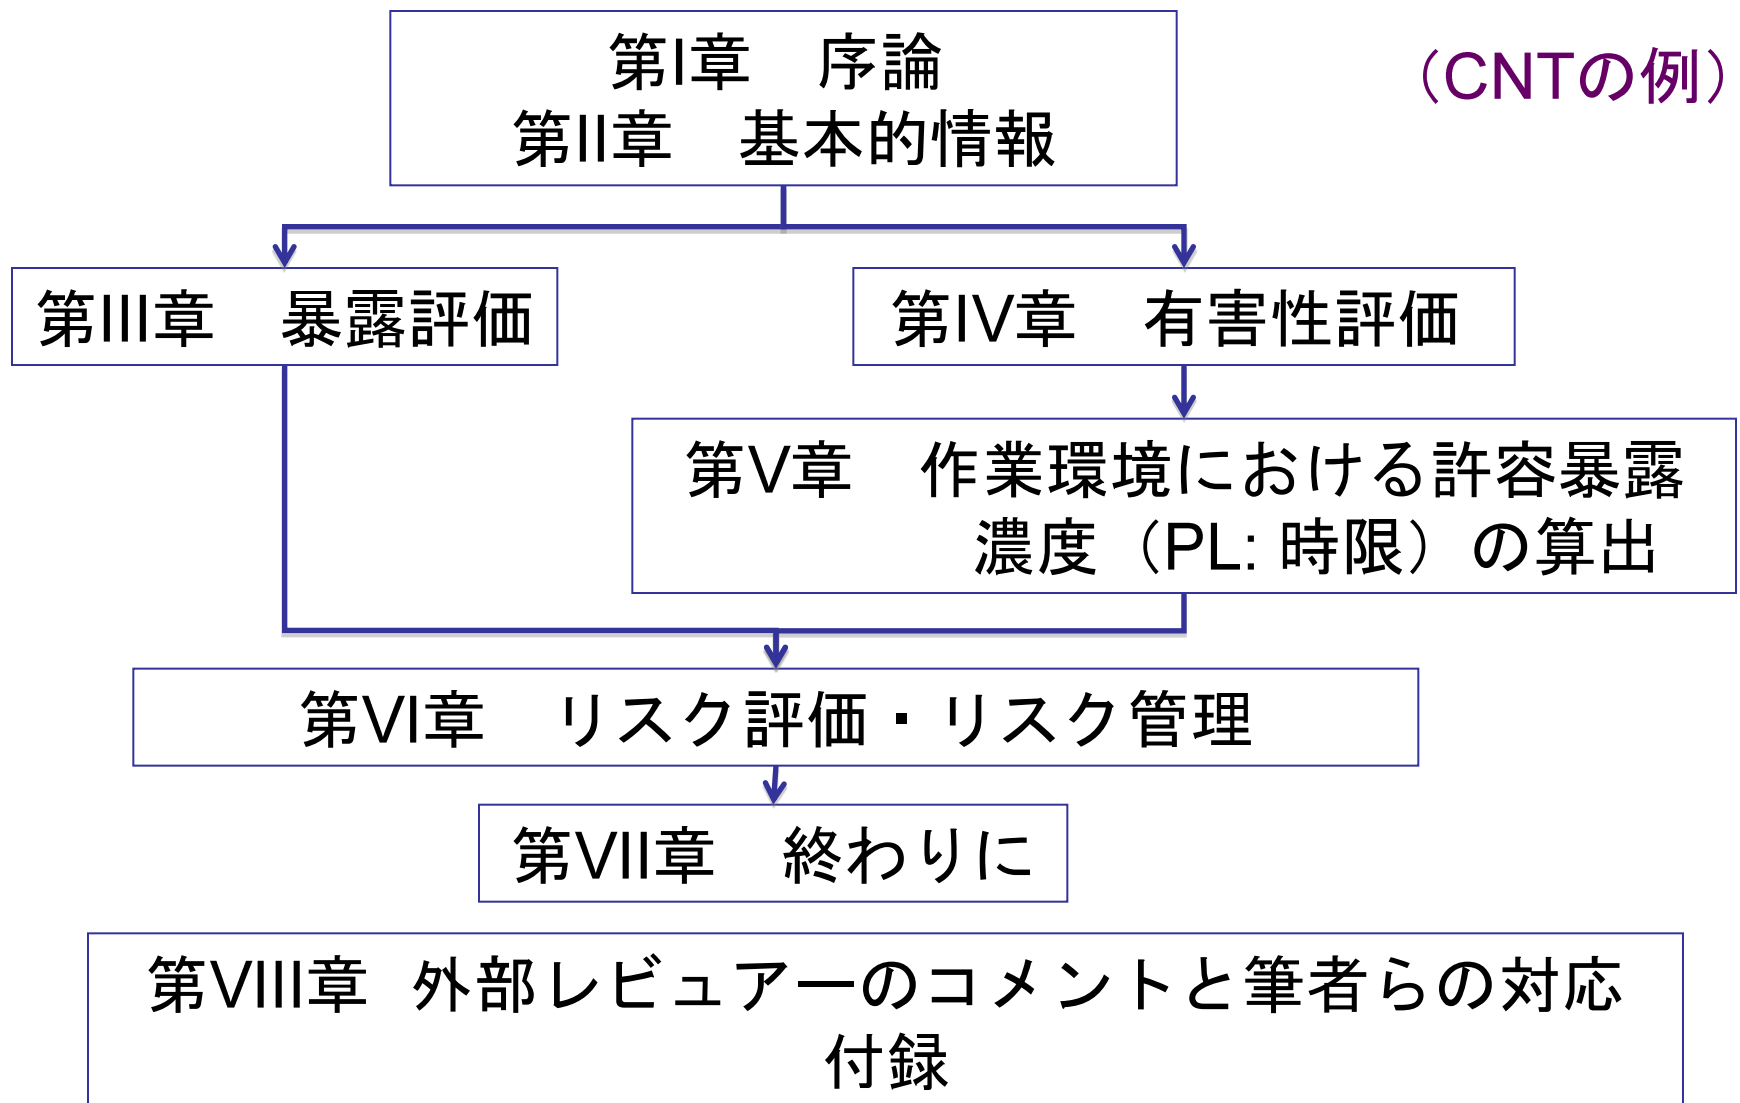 第I章　序論
第II章　基本的情報
（CNTの例）
第III章　暴露評価
第IV章　有害性評価
第V章　作業環境における許容暴露
濃度（PL: 時限）の算出
第VI章　リスク評価・リスク管理
第VII章　終わりに
第VIII章　外部レビュアーのコメントと筆者らの対応
付録